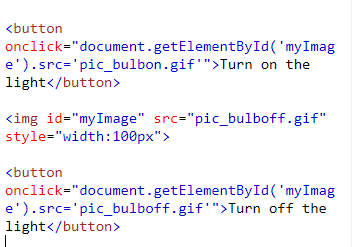 <button
onclick="document.getElementById('myImag
e').src='pic_bulbon.gif'">Turn on the
light</button>
<img id="myImage" src="pic_bulboff.gif"
style="width:100px">
<button
onclick="document.getElementById('myImag
e').src='pic_bulboff.gif'">Turn off the
light</button>